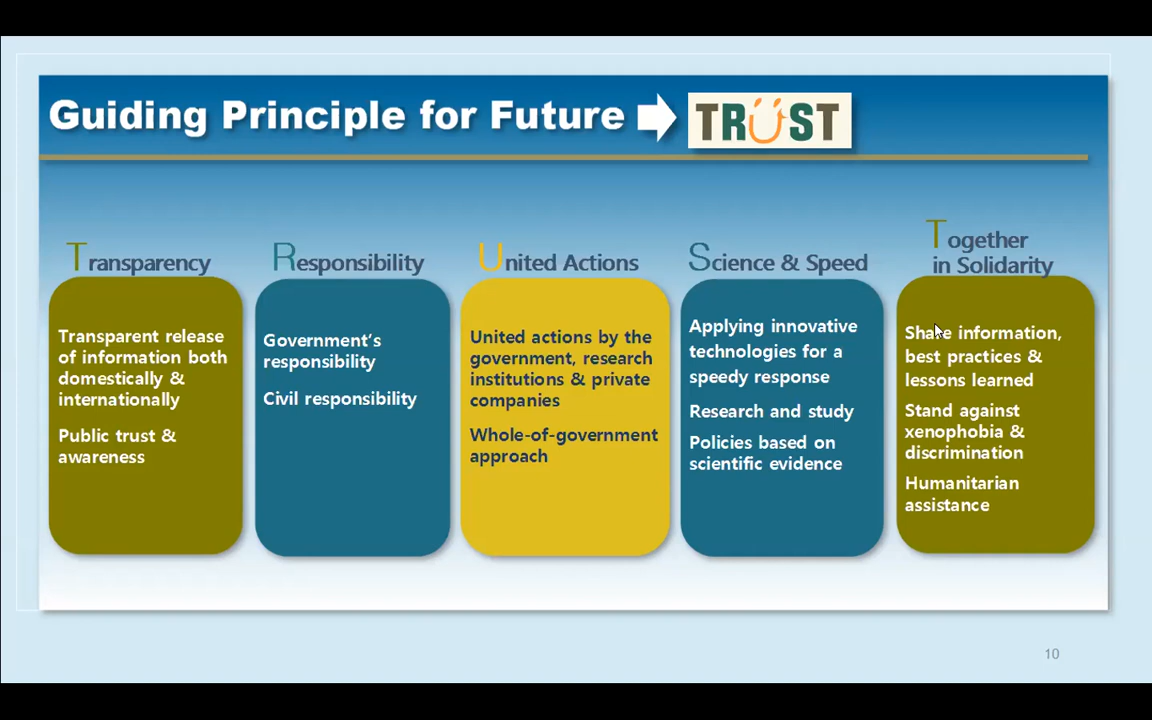 Guiding Principle for Future
TRUST
Transparency
Transparent release
of information both
domestically &
internationally
Public trust &
awareness
Responsibility
Government's
responsibility
Civil responsibility
United Actions
United actions by the
government, research
institutions & private
companies
Whole-of-government
approach
Science & Speed
Applying innovative
technologies for a
speedy response
Research and study
Policies based on
scientific evidence
Together
in Solidarity
Share information,
best practices &
lessons learned
Stand against
xenophobia &
discrimination
Humanitarian
assistance
10